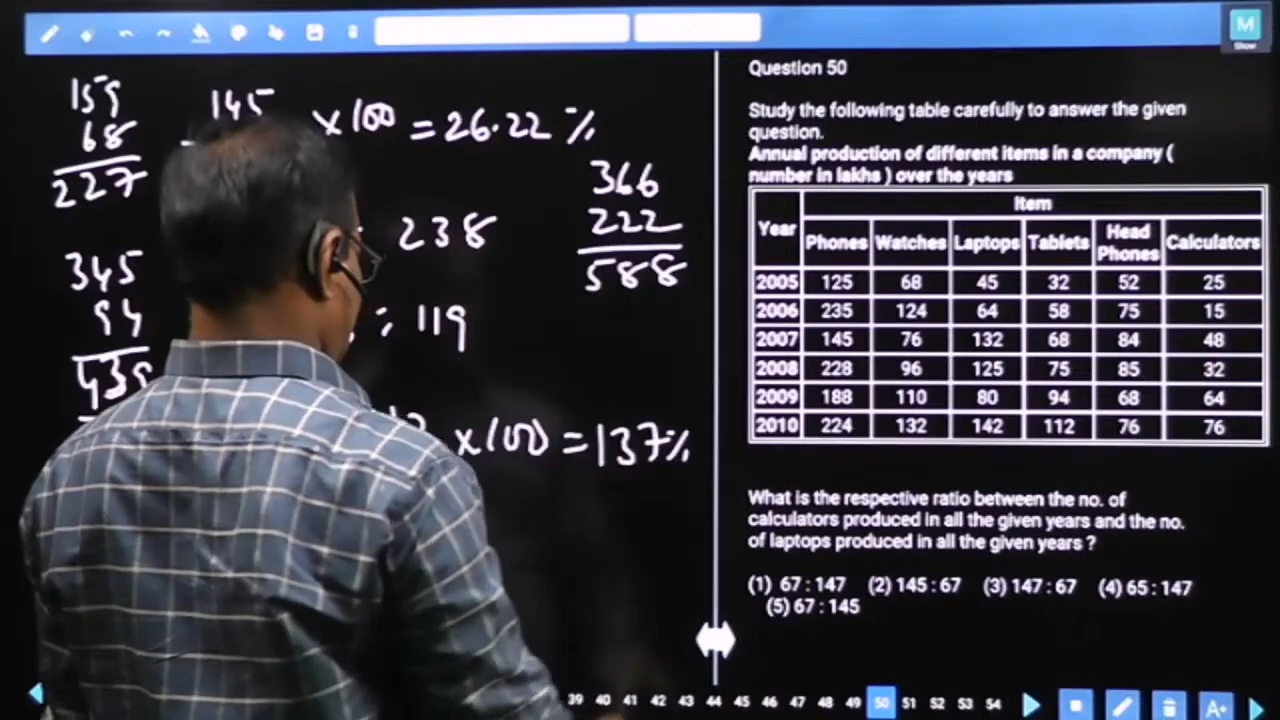 M
Show
159
68
227
145
x100 = 26.22 %
366
222
588
238
345
94
439
= 119
x100 = 137%
Question 50
Study the following table carefully to answer the given
question.
Annual production of different items in a company (
number in lakhs ) over the years
Year Item
Phones Watches Laptops Tablets Head Phones Calculators
2005 125 68 45 32 52 25
2006 235 124 64 58 75 15
2007 145 76 132 68 84 48
2008 228 96 125 75 85 32
2009 188 110 80 94 68 64
2010 224 132 142 112 76 76
What is the respective ratio between the no. of
calculators produced in all the given years and the no.
of laptops produced in all the given years ?
(1) 67 : 147 (2) 145 : 67 (3) 147 : 67 (4) 65 : 147
(5) 67 : 145
39 40 41 42 43 44 45 46 47 48 49 50 51 52 53 54
A+